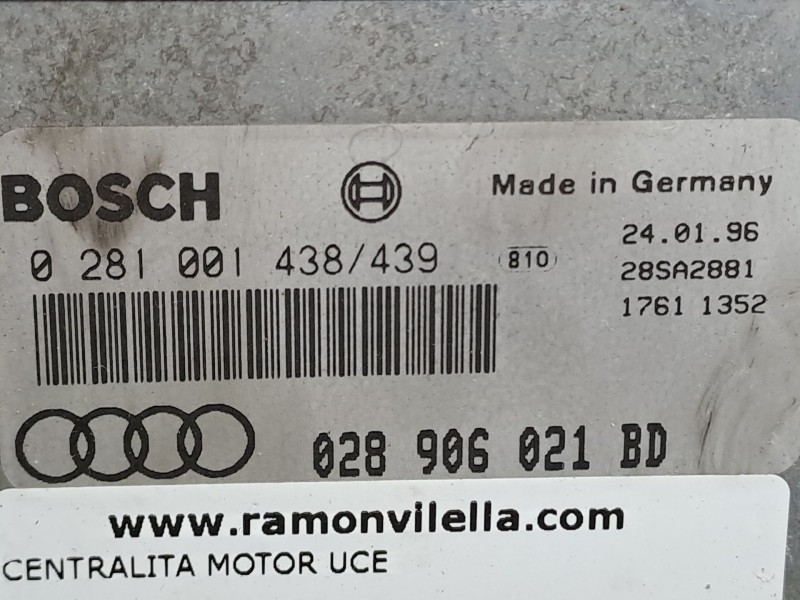 BOSCH
Made in Germany
0 281 001 438/439
810
24.01.96
28SA2881
1761 1352
028 906 021 BD
www.ramonvilella.com
CENTRALITA MOTOR UCE